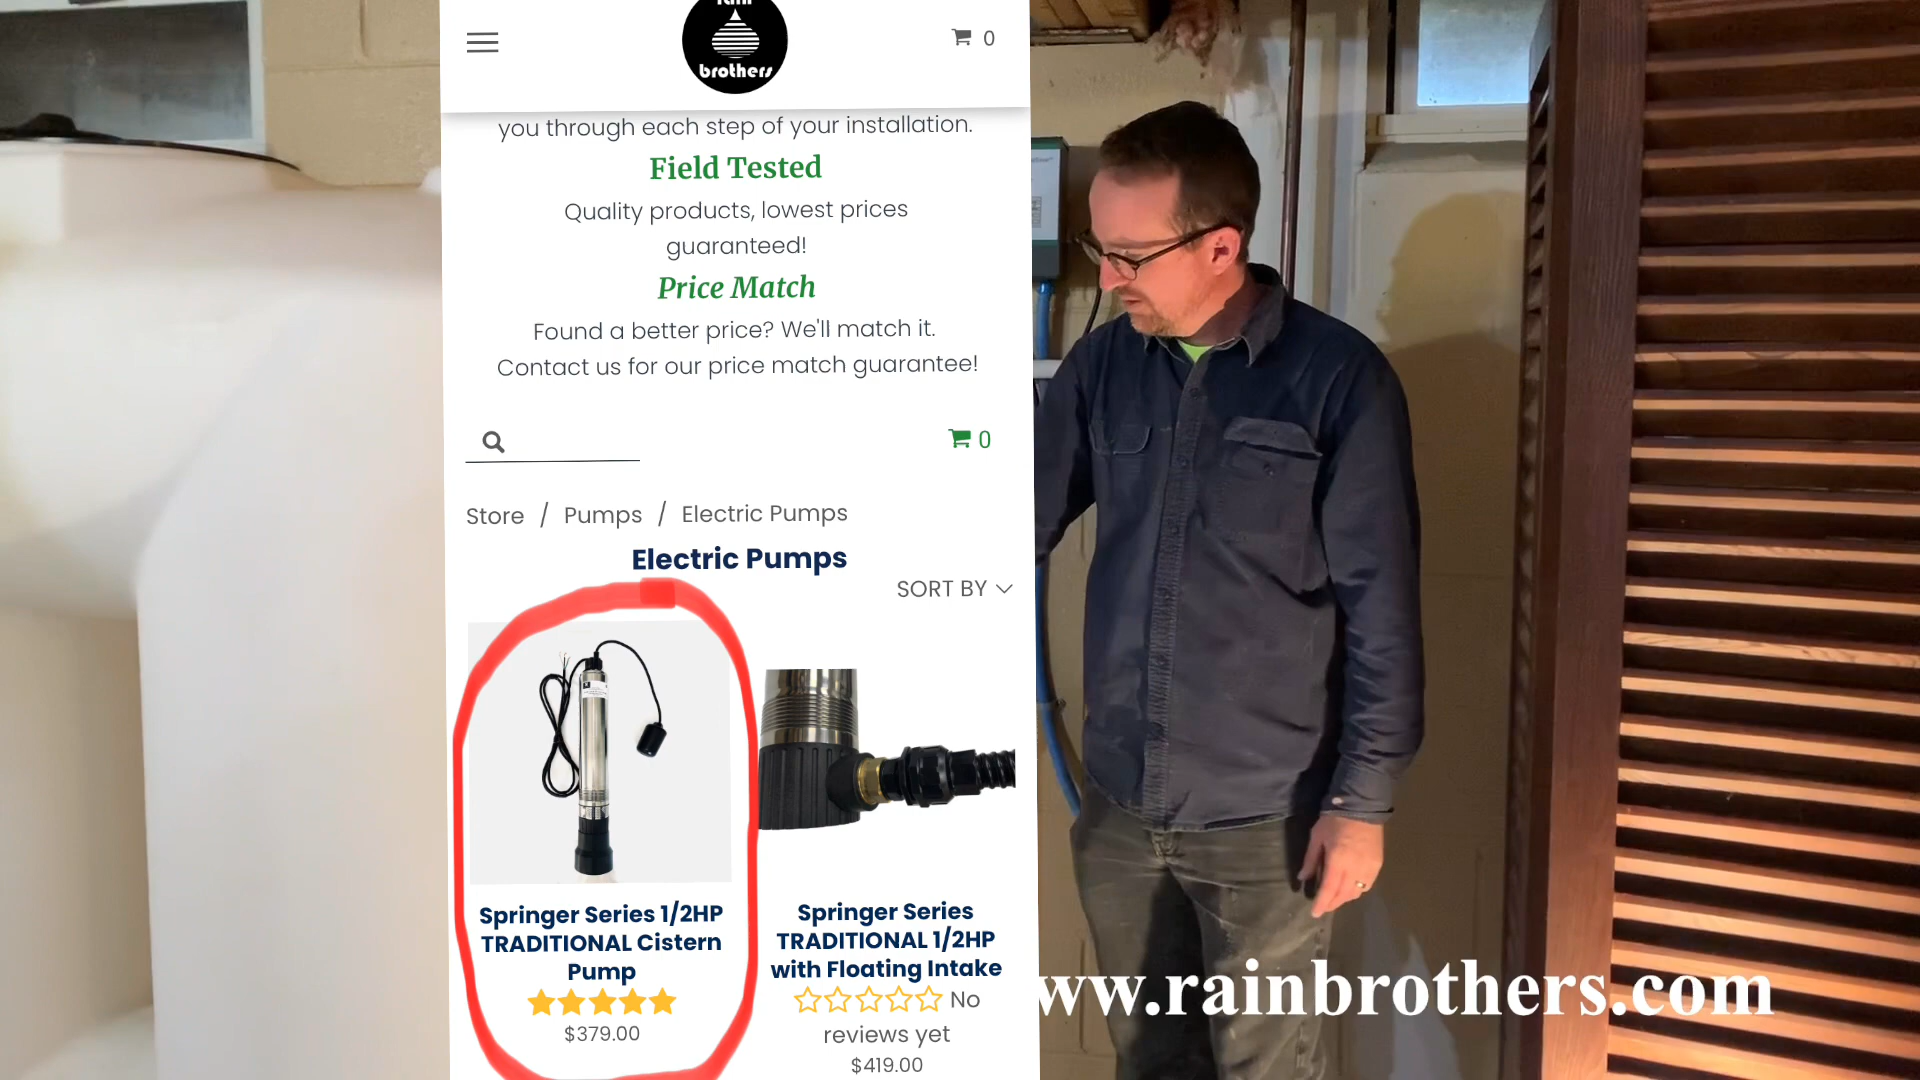 rain
brothers
0
you through each step of your installation.
Field Tested
Quality products, lowest prices
guaranteed!
Price Match
Found a better price? We'll match it.
Contact us for our price match guarantee!
0
Store / Pumps / Electric Pumps
Electric Pumps
SORT BY
Springer Series 1/2HP
TRADITIONAL Cistern
Pump
$379.00
Springer Series
TRADITIONAL 1/2HP
with Floating Intake
No
reviews yet
$419.00
ww.rainbrothers.com